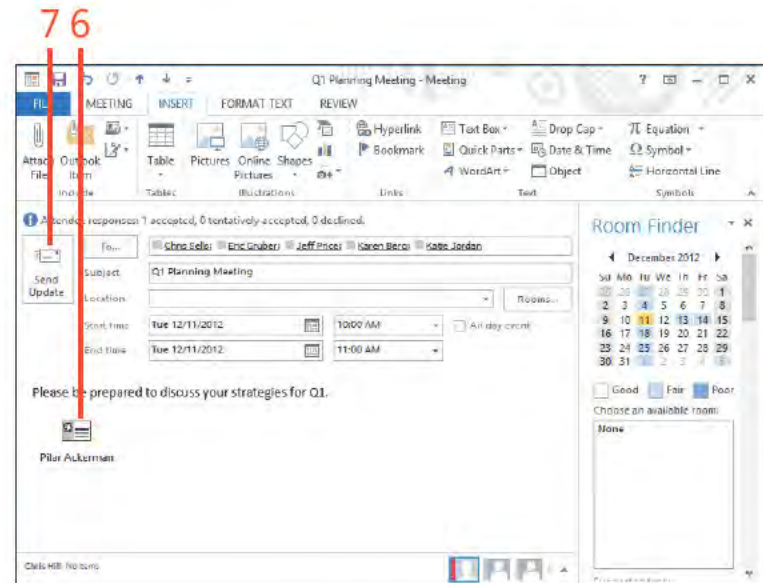 7 6
Q1 Planning Meeting - Meeting
FILE MEETING INSERT FORMAT TEXT REVIEW
Attach File
Outlook Item
Table
Pictures
Online Pictures
Shapes
Hyperlink
Bookmark
Text Box
Quick Parts
WordArt
Drop Cap
Date & Time
Object
Equation
Symbol
Horizontal Line
Include Tables Illustrations Links Text Symbols
Attendee responses: 1 accepted, 0 tentatively accepted, 0 declined.
Send Update
To... Chris Sells; Eric Gruber; Jeff Price; Karen Berg; Katie Jordan
Subject Q1 Planning Meeting
Location Rooms...
Start time Tue 12/11/2012 10:00 AM All day event
End time Tue 12/11/2012 11:00 AM
Please be prepared to discuss your strategies for Q1.
Pilar Ackerman
Chris Hill No items
Room Finder
December 2012
Su Mo Tu We Th Fr Sa
25 26 27 28 29 30 1
2 3 4 5 6 7 8
9 10 11 12 13 14 15
16 17 18 19 20 21 22
23 24 25 26 27 28 29
30 31 1 2 3 4 5
Good Fair Poor
Choose an available room:
None